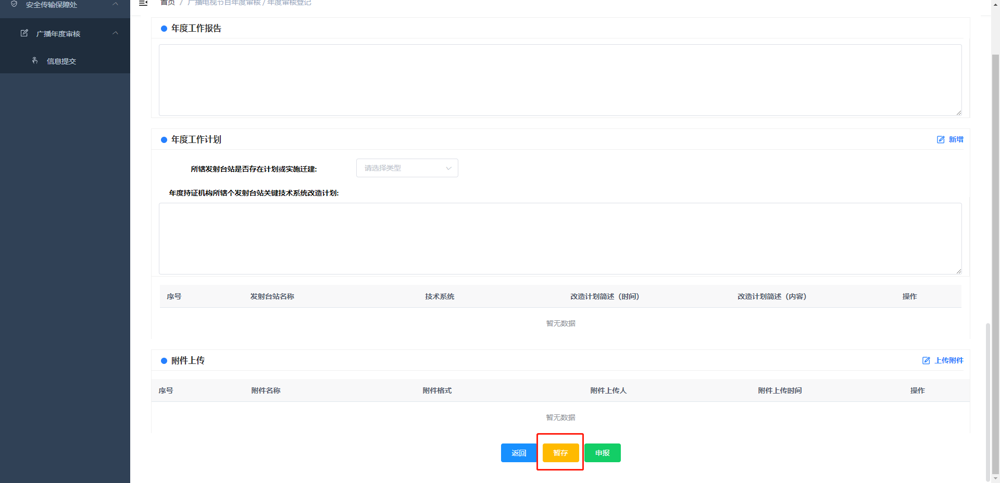 安全传输保障处
广播年度审核
信息提交
首页 / 广播电视节目年度审核 / 年度审核登记
年度工作报告
年度工作计划
新增
所辖发射台站是否存在计划或实施迁建:
请选择类型
年度持证机构所辖个发射台站关键技术系统改造计划:
序号 发射台站名称 技术系统 改造计划简述（时间） 改造计划简述（内容） 操作
暂无数据
附件上传
上传附件
序号 附件名称 附件格式 附件上传人 附件上传时间 操作
暂无数据
返回 暂存 申报